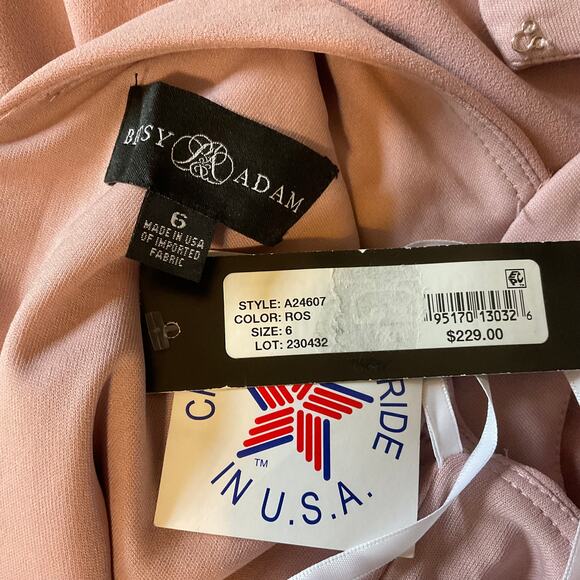 BETSY ADAM
6
MADE IN USA
OF IMPORTED
FABRIC
STYLE: A24607
COLOR: ROS
SIZE: 6
LOT: 230432
95170 13032 6
$229.00
RIDE
IN U.S.A.
TM